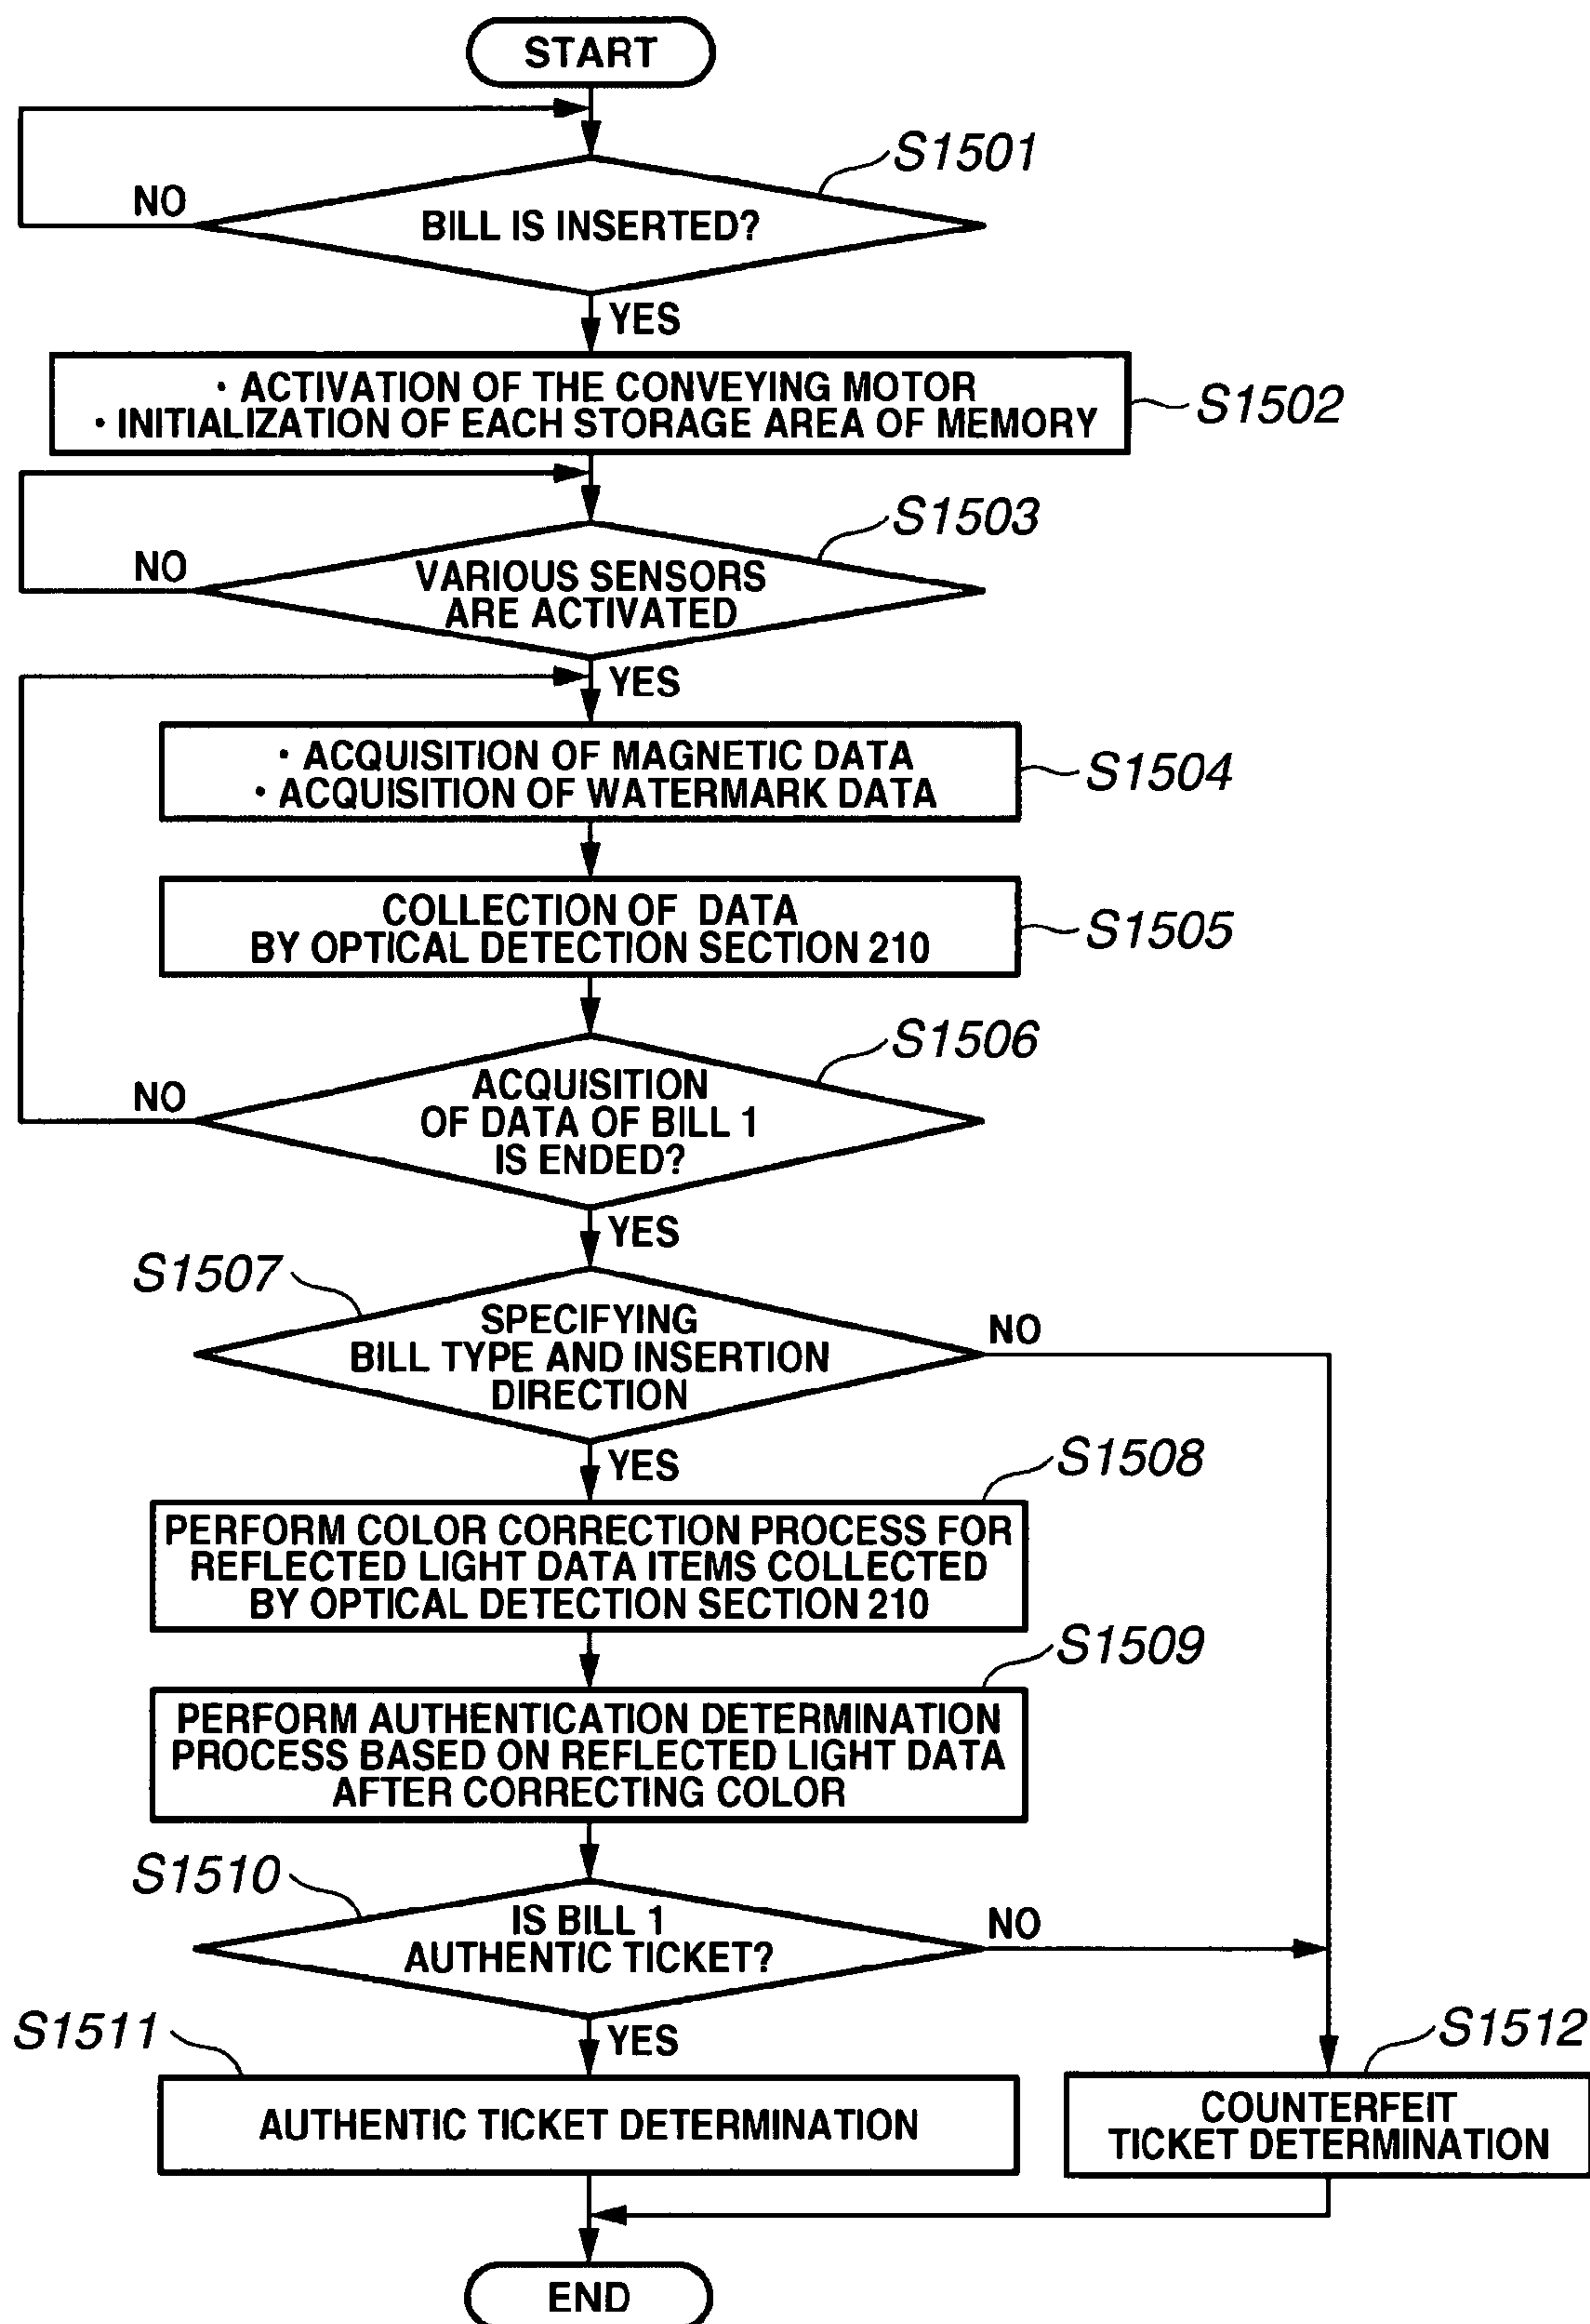 START
S1501
NO
BILL IS INSERTED?
YES
· ACTIVATION OF THE CONVEYING MOTOR
· INITIALIZATION OF EACH STORAGE AREA OF MEMORY
S1502
S1503
NO
VARIOUS SENSORS
ARE ACTIVATED
YES
· ACQUISITION OF MAGNETIC DATA
· ACQUISITION OF WATERMARK DATA
S1504
COLLECTION OF DATA
BY OPTICAL DETECTION SECTION 210
S1505
S1506
NO
ACQUISITION
OF DATA OF BILL 1
IS ENDED?
YES
S1507
SPECIFYING
BILL TYPE AND INSERTION
DIRECTION
NO
YES
S1508
PERFORM COLOR CORRECTION PROCESS FOR
REFLECTED LIGHT DATA ITEMS COLLECTED
BY OPTICAL DETECTION SECTION 210
S1509
PERFORM AUTHENTICATION DETERMINATION
PROCESS BASED ON REFLECTED LIGHT DATA
AFTER CORRECTING COLOR
S1510
IS BILL 1
AUTHENTIC TICKET?
NO
YES
S1511
AUTHENTIC TICKET DETERMINATION
S1512
COUNTERFEIT
TICKET DETERMINATION
END